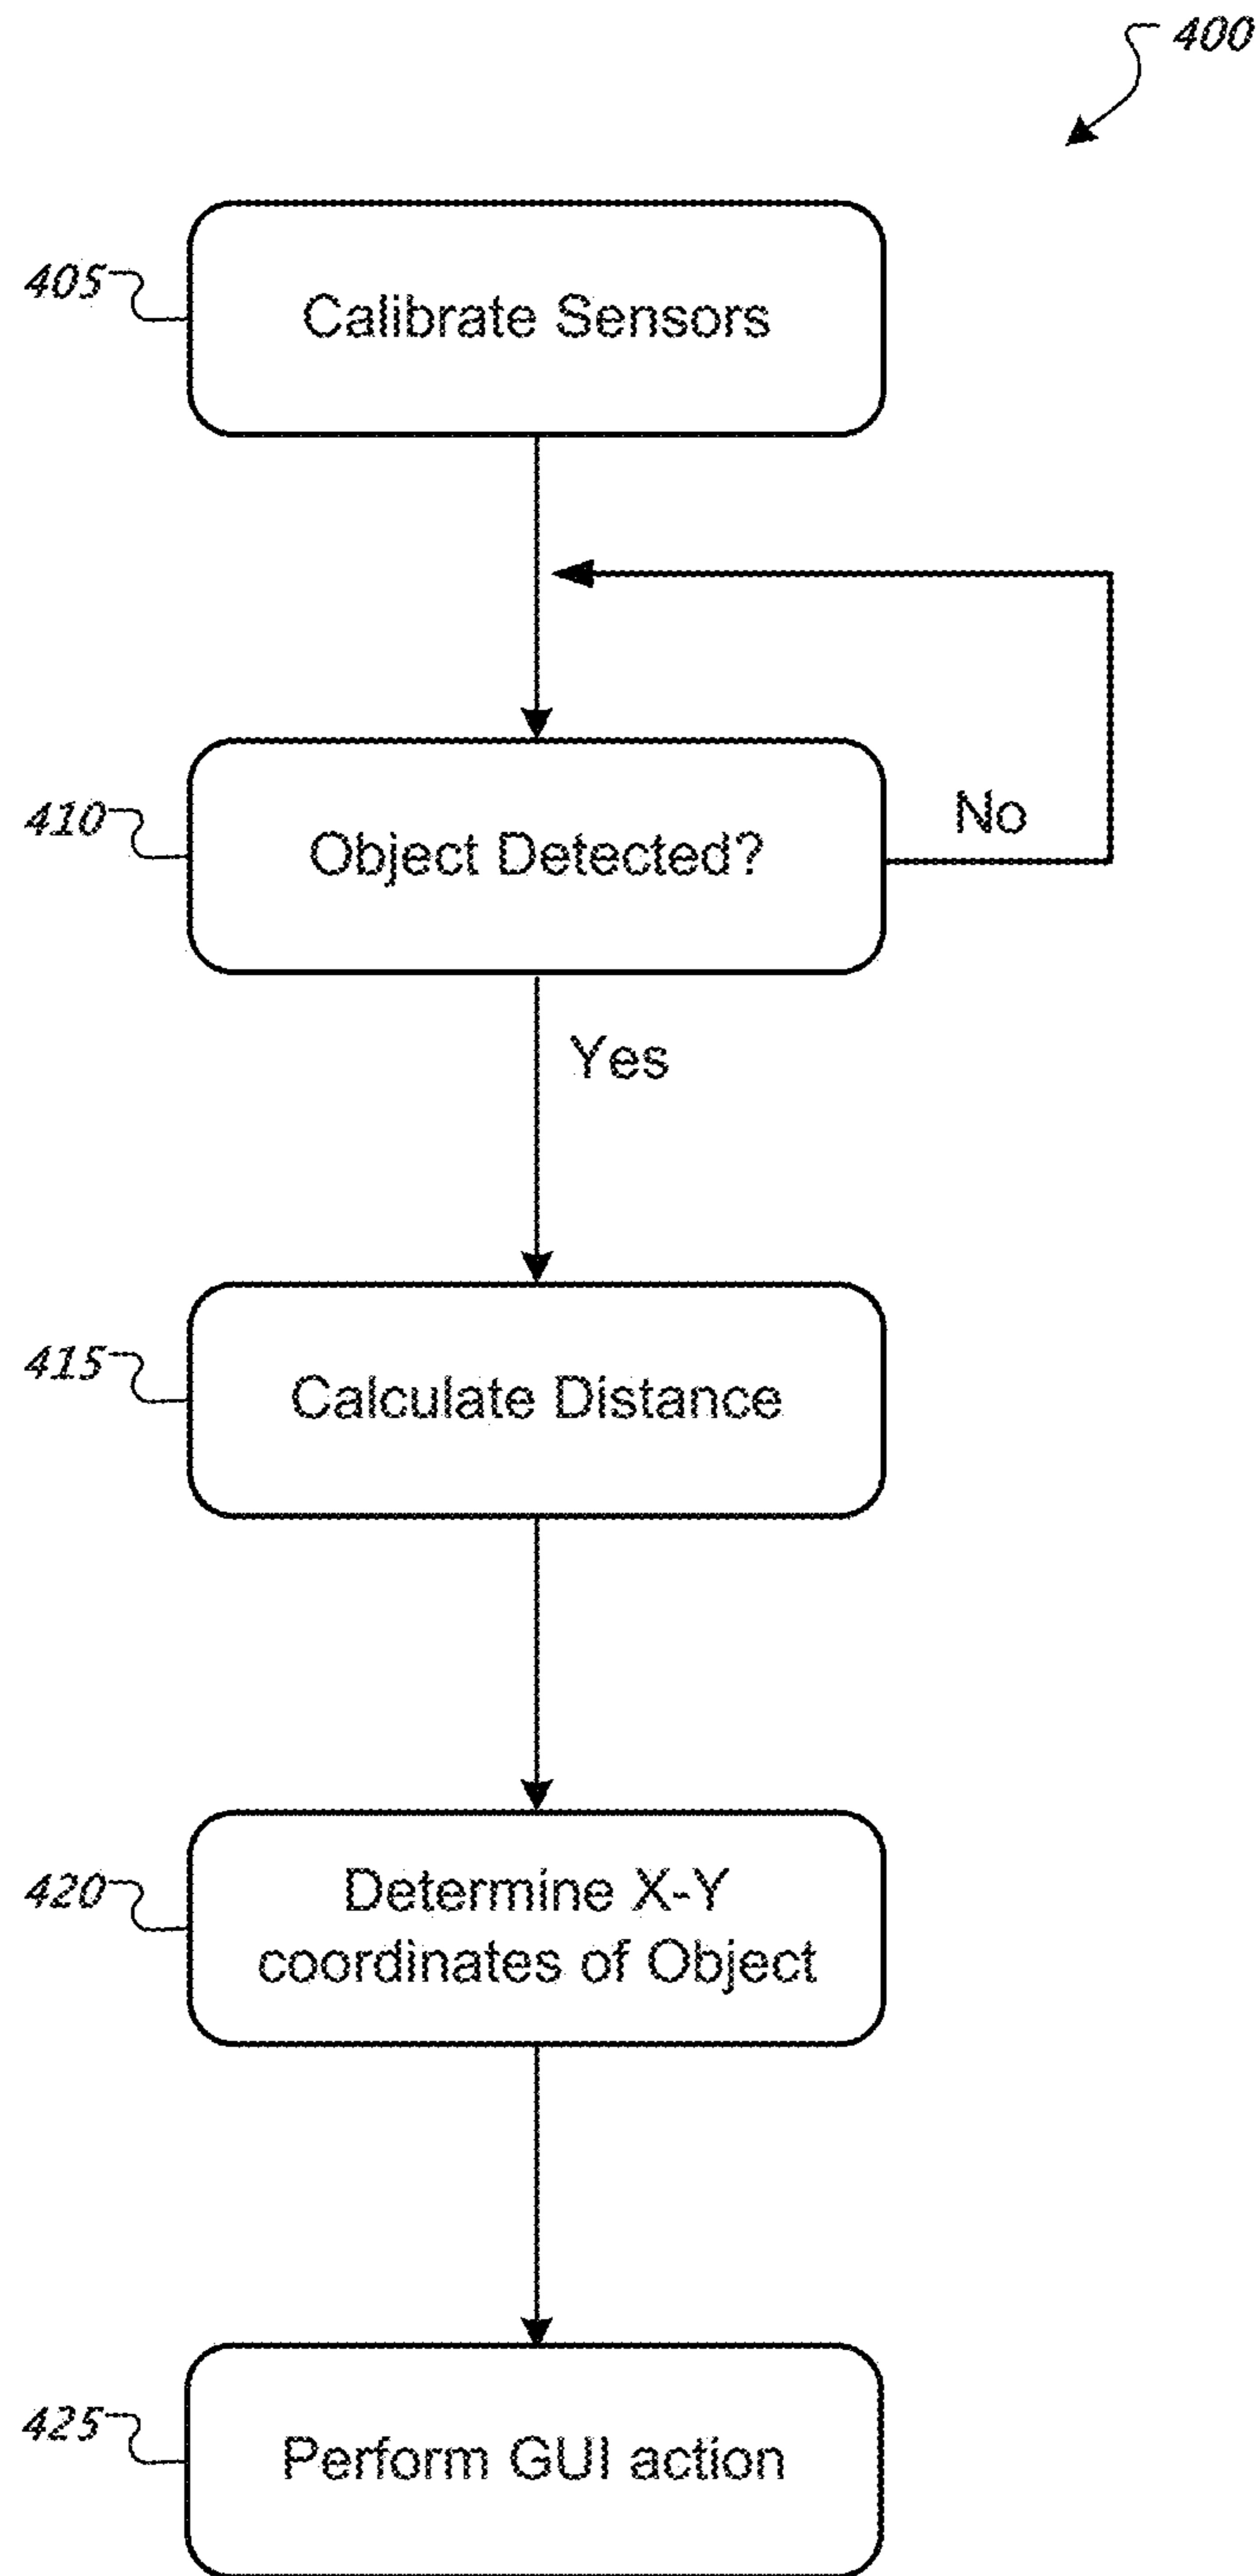 400
405
Calibrate Sensors
410
Object Detected?
No
Yes
415
Calculate Distance
420
Determine X-Y
coordinates of Object
425
Perform GUI action